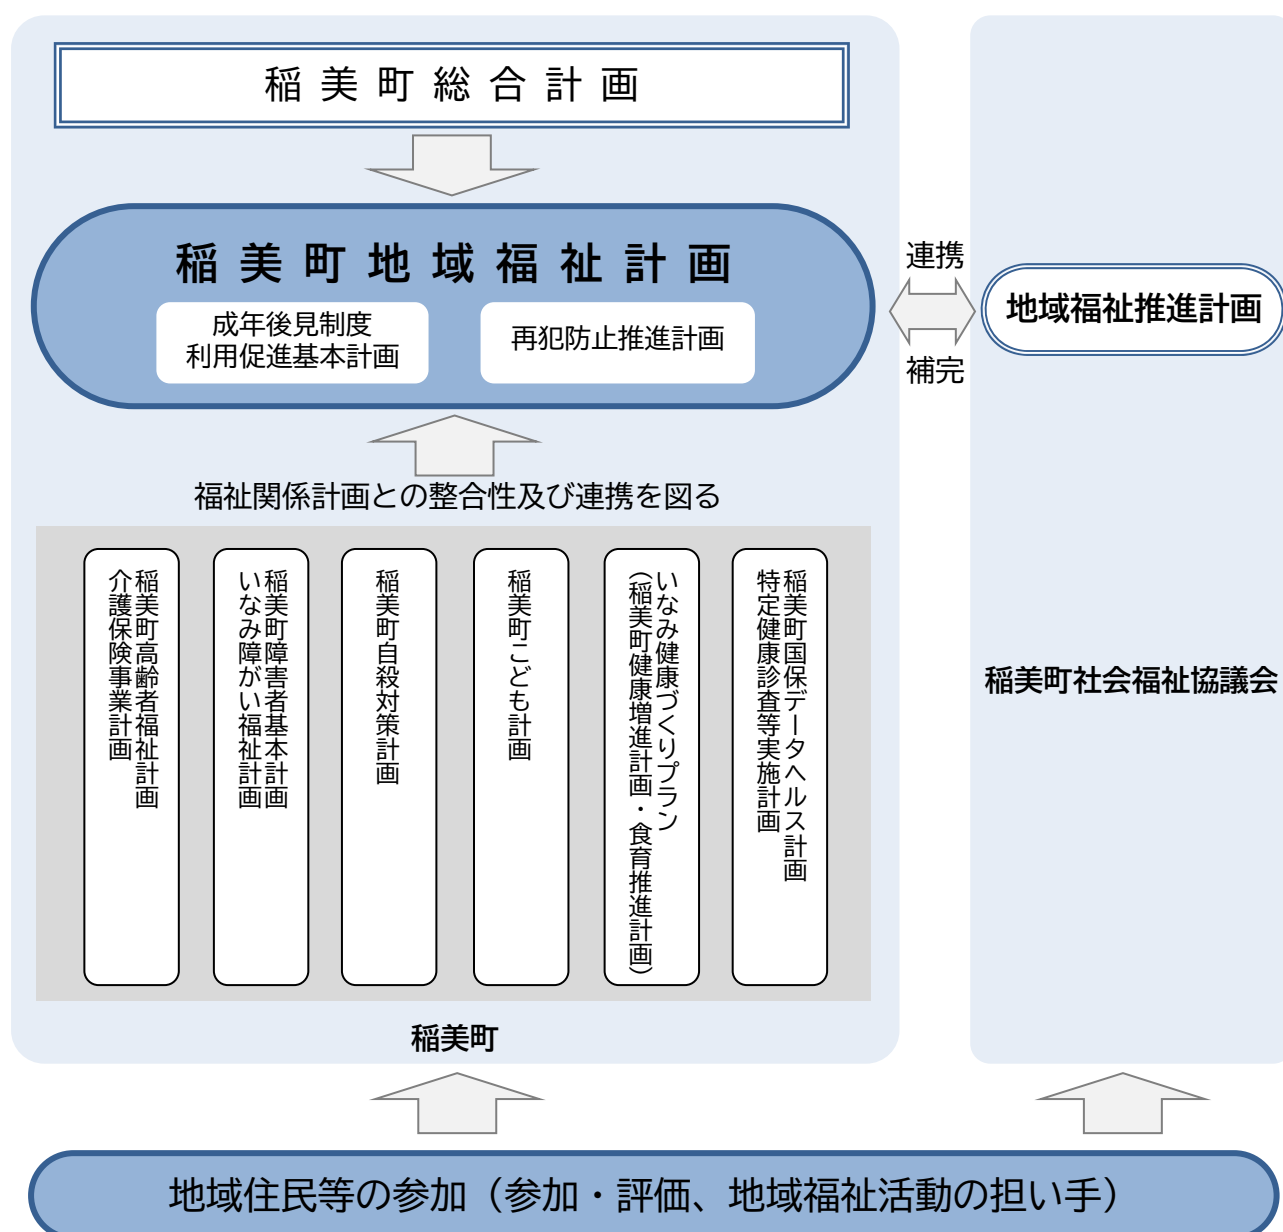 稲美町総合計画
稲美町地域福祉計画
成年後見制度
利用促進基本計画
再犯防止推進計画
連携
補完
地域福祉推進計画
福祉関係計画との整合性及び連携を図る
稲美町高齢者福祉計画
介護保険事業計画
稲美町障害者基本計画
いなみ障がい福祉計画
稲美町自殺対策計画
稲美町こども計画
いなみ健康づくりプラン
（稲美町健康増進計画・食育推進計画）
稲美町国保データヘルス計画
特定健康診査等実施計画
稲美町
稲美町社会福祉協議会
地域住民等の参加（参加・評価、地域福祉活動の担い手）